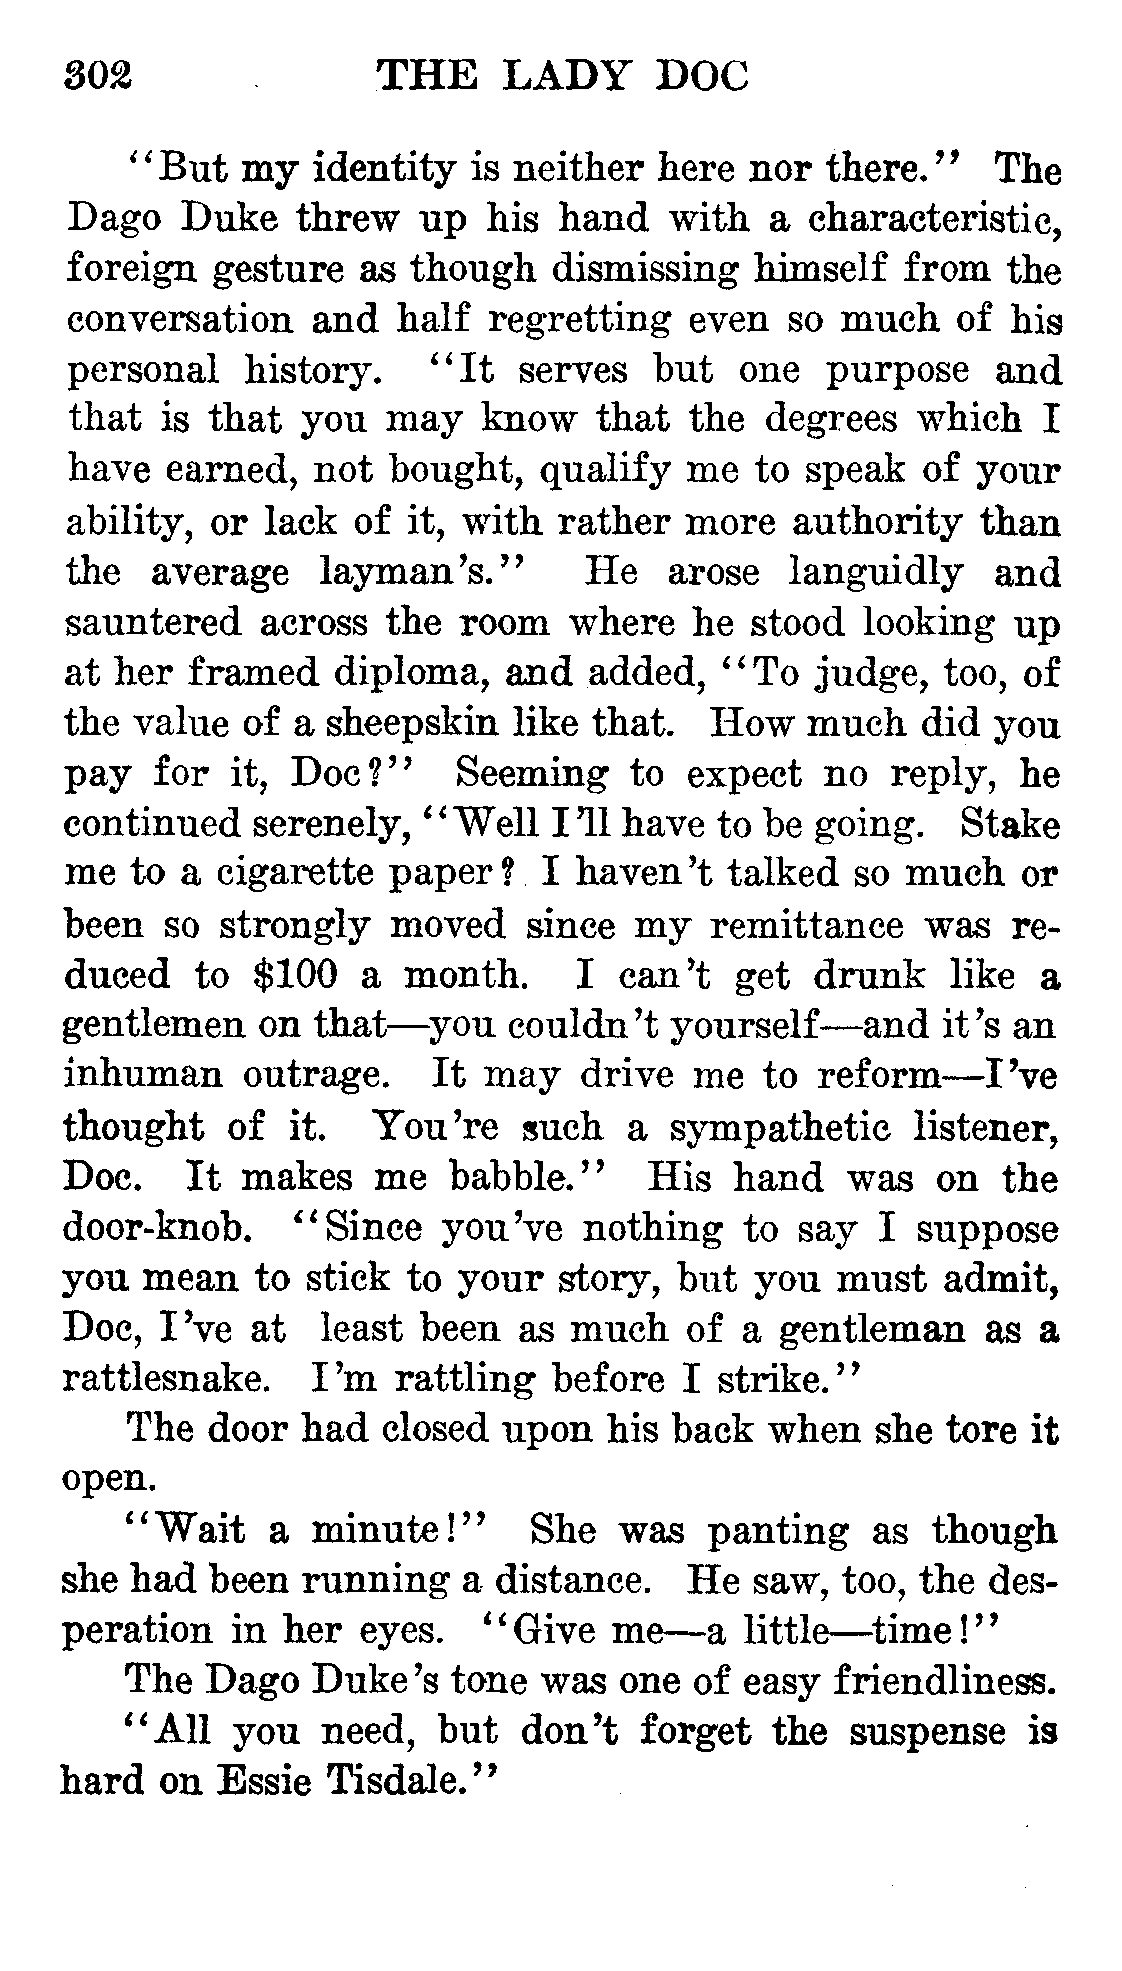 302 THE LADY DOC
"But my identity is neither here nor there." The
Dago Duke threw up his hand with a characteristic,
foreign gesture as though dismissing himself from the
conversation and half regretting even so much of his
personal history. "It serves but one purpose and
that is that you may know that the degrees which I
have earned, not bought, qualify me to speak of your
ability, or lack of it, with rather more authority than
the average layman's." He arose languidly and
sauntered across the room where he stood looking up
at her framed diploma, and added, "To judge, too, of
the value of a sheepskin like that. How much did you
pay for it, Doc?" Seeming to expect no reply, he
continued serenely, "Well I'll have to be going. Stake
me to a cigarette paper? I haven't talked so much or
been so strongly moved since my remittance was re-
duced to $100 a month. I can't get drunk like a
gentlemen on that—you couldn't yourself—and it's an
inhuman outrage. It may drive me to reform—I've
thought of it. You're such a sympathetic listener,
Doc. It makes me babble." His hand was on the
door-knob. "Since you've nothing to say I suppose
you mean to stick to your story, but you must admit,
Doc, I've at least been as much of a gentleman as a
rattlesnake. I'm rattling before I strike."
The door had closed upon his back when she tore it
open.
"Wait a minute!" She was panting as though
she had been running a distance. He saw, too, the des-
peration in her eyes. "Give me—a little—time!"
The Dago Duke's tone was one of easy friendliness.
"All you need, but don't forget the suspense is
hard on Essie Tisdale."